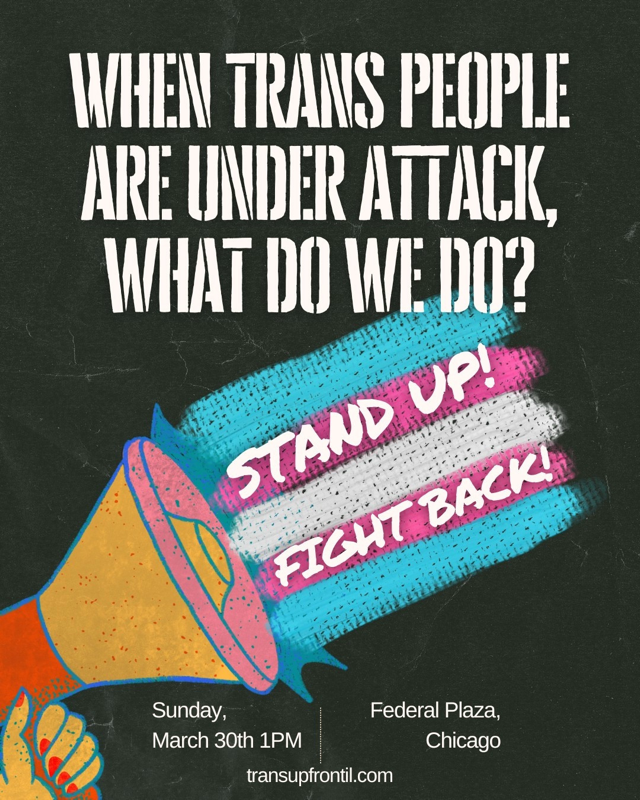 WHEN TRANS PEOPLE
ARE UNDER ATTACK,
WHAT DO WE DO?
STAND UP!
FIGHT BACK!
Sunday,
March 30th 1PM
Federal Plaza,
Chicago
transupfrontil.com